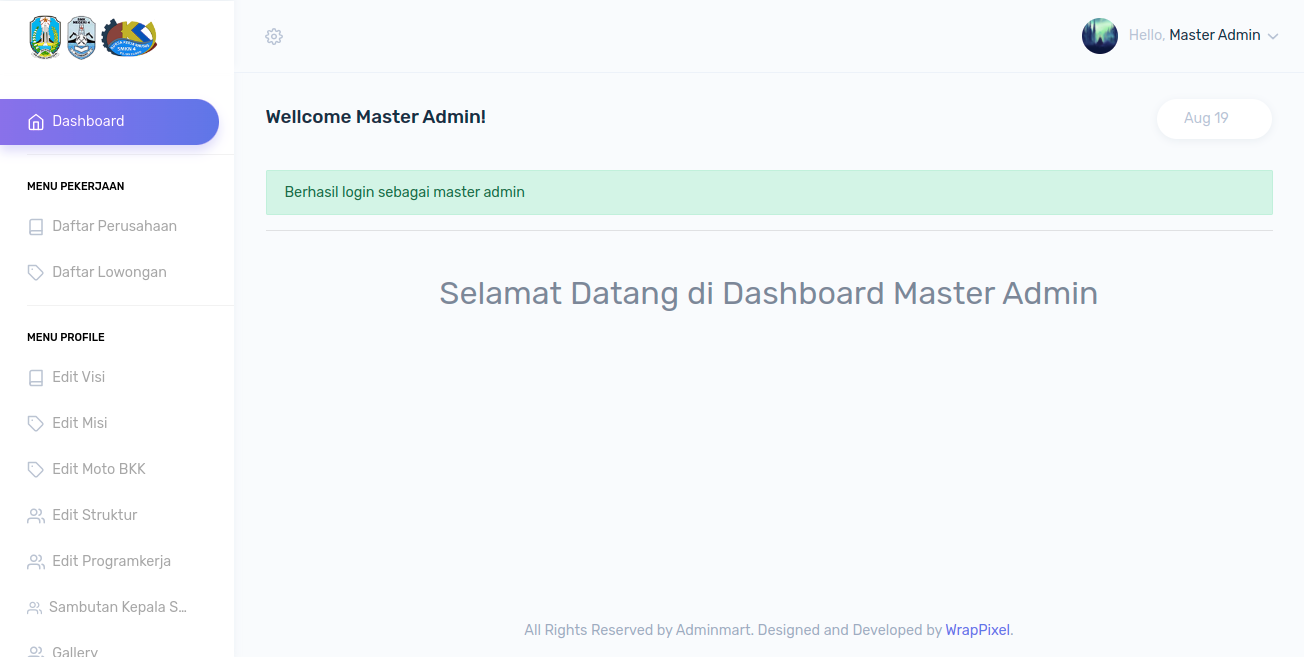 Hello, Master Admin
Dashboard
Wellcome Master Admin!
Aug 19
MENU PEKERJAAN
Berhasil login sebagai master admin
Daftar Perusahaan
Daftar Lowongan
Selamat Datang di Dashboard Master Admin
MENU PROFILE
Edit Visi
Edit Misi
Edit Moto BKK
Edit Struktur
Edit Programkerja
Sambutan Kepala S...
Gallery
All Rights Reserved by Adminmart. Designed and Developed by WrapPixel.